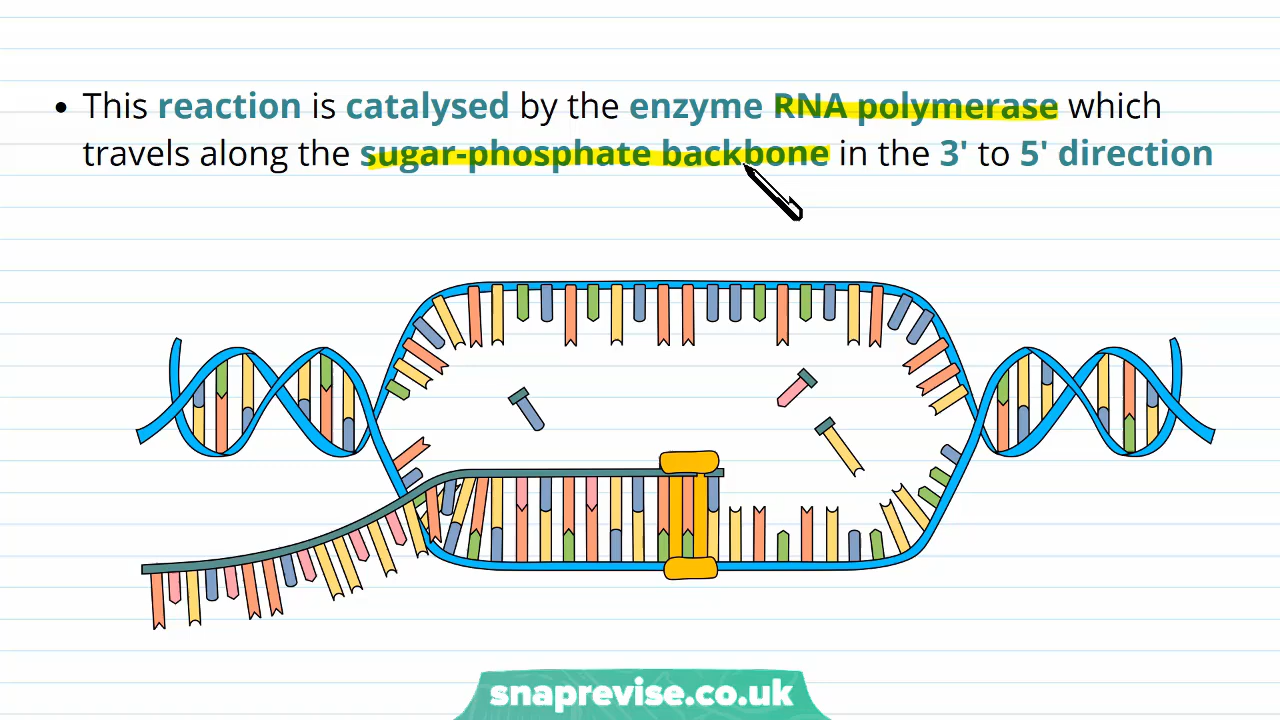 • This reaction is catalysed by the enzyme RNA polymerase which
travels along the sugar-phosphate backbone in the 3' to 5' direction
snaprevise.co.uk